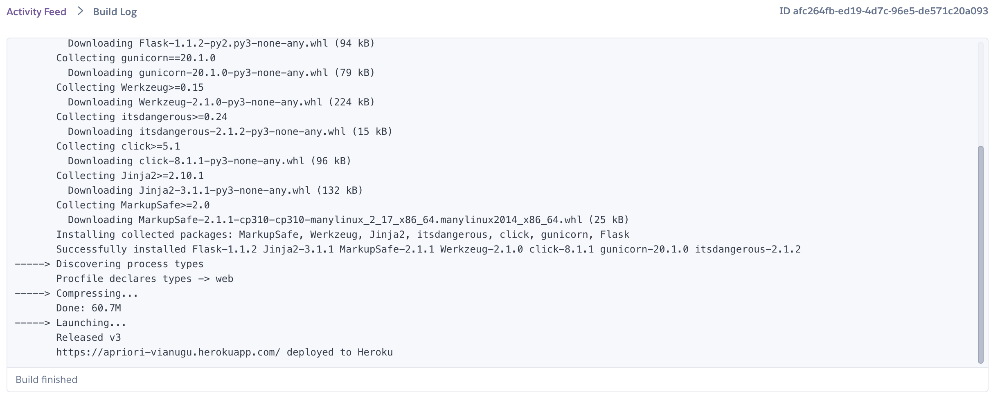 Activity Feed > Build Log
ID afc264fb-ed19-4d7c-96e5-de571c20a093
Downloading Flask-1.1.2-py2.py3-none-any.whl (94 kB)
Collecting gunicorn==20.1.0
Downloading gunicorn-20.1.0-py3-none-any.whl (79 kB)
Collecting Werkzeug>=0.15
Downloading Werkzeug-2.1.0-py3-none-any.whl (224 kB)
Collecting itsdangerous>=0.24
Downloading itsdangerous-2.1.2-py3-none-any.whl (15 kB)
Collecting click>=5.1
Downloading click-8.1.1-py3-none-any.whl (96 kB)
Collecting Jinja2>=2.10.1
Downloading Jinja2-3.1.1-py3-none-any.whl (132 kB)
Collecting MarkupSafe>=2.0
Downloading MarkupSafe-2.1.1-cp310-cp310-manylinux_2_17_x86_64.manylinux2014_x86_64.whl (25 kB)
Installing collected packages: MarkupSafe, Werkzeug, Jinja2, itsdangerous, click, gunicorn, Flask
Successfully installed Flask-1.1.2 Jinja2-3.1.1 MarkupSafe-2.1.1 Werkzeug-2.1.0 click-8.1.1 gunicorn-20.1.0 itsdangerous-2.1.2
-----> Discovering process types
Procfile declares types -> web
-----> Compressing...
Done: 60.7M
-----> Launching...
Released v3
https://apriori-vianugu.herokuapp.com/ deployed to Heroku
Build finished